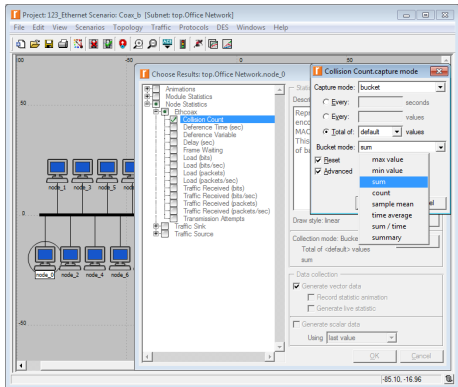 Project: 123_Ethernet Scenario: Coax_b [Subnet: top.Office Network]
File Edit View Scenarios Topology Traffic Protocols DES Windows Help
-50
0
50
50
0
-50
node_1 node_3 node_5
node_0 node_2 node_4 node_6
Choose Results: top.Office Network.node_0
Animations
Module Statistics
Node Statistics
Ethcoax
Collision Count
Deference Time (sec)
Deference Variable
Delay (sec)
Frame Waiting
Load (bits)
Load (bits/sec)
Load (packets)
Load (packets/sec)
Traffic Received (bits)
Traffic Received (bits/sec)
Traffic Received (packets)
Traffic Received (packets/sec)
Transmission Attempts
Traffic Sink
Traffic Source
Draw style: linear
Collection mode: Bucke
Total of <default> values
sum
Data collection
Generate vector data
Record statistic animation
Generate live statistic
Generate scalar data
Using last value
OK Cancel
Collision Count.capture mode
Capture mode: bucket
Every: seconds
Every: values
Total of: default values
Bucket mode: sum
Reset
Advanced
max value
min value
sum
count
sample mean
time average
sum / time
summary
-85.10, -16.96